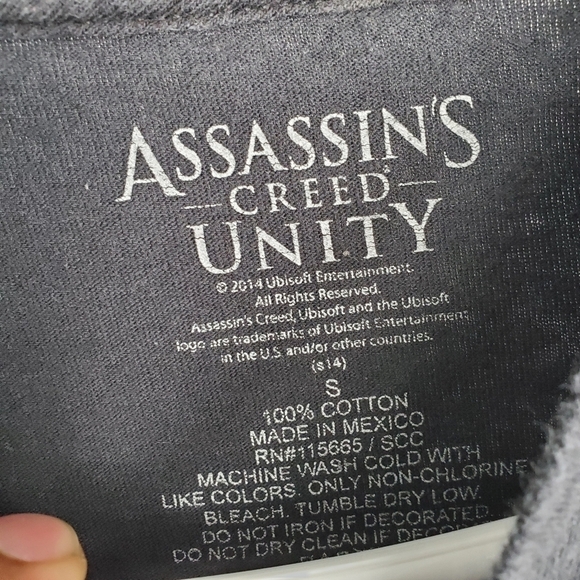 ASSASSIN'S
CREED®
UNITY
© 2014 Ubisoft Entertainment.
All Rights Reserved.
Assassin's Creed, Ubisoft and the Ubisoft
logo are trademarks of Ubisoft Entertainment
in the U.S. and/or other countries.
(s14)
S
100% COTTON
MADE IN MEXICO
RN#115665 / SCC
MACHINE WASH COLD WITH
LIKE COLORS. ONLY NON-CHLORINE
BLEACH. TUMBLE DRY LOW.
DO NOT IRON IF DECORATED.
DO NOT DRY CLEAN IF